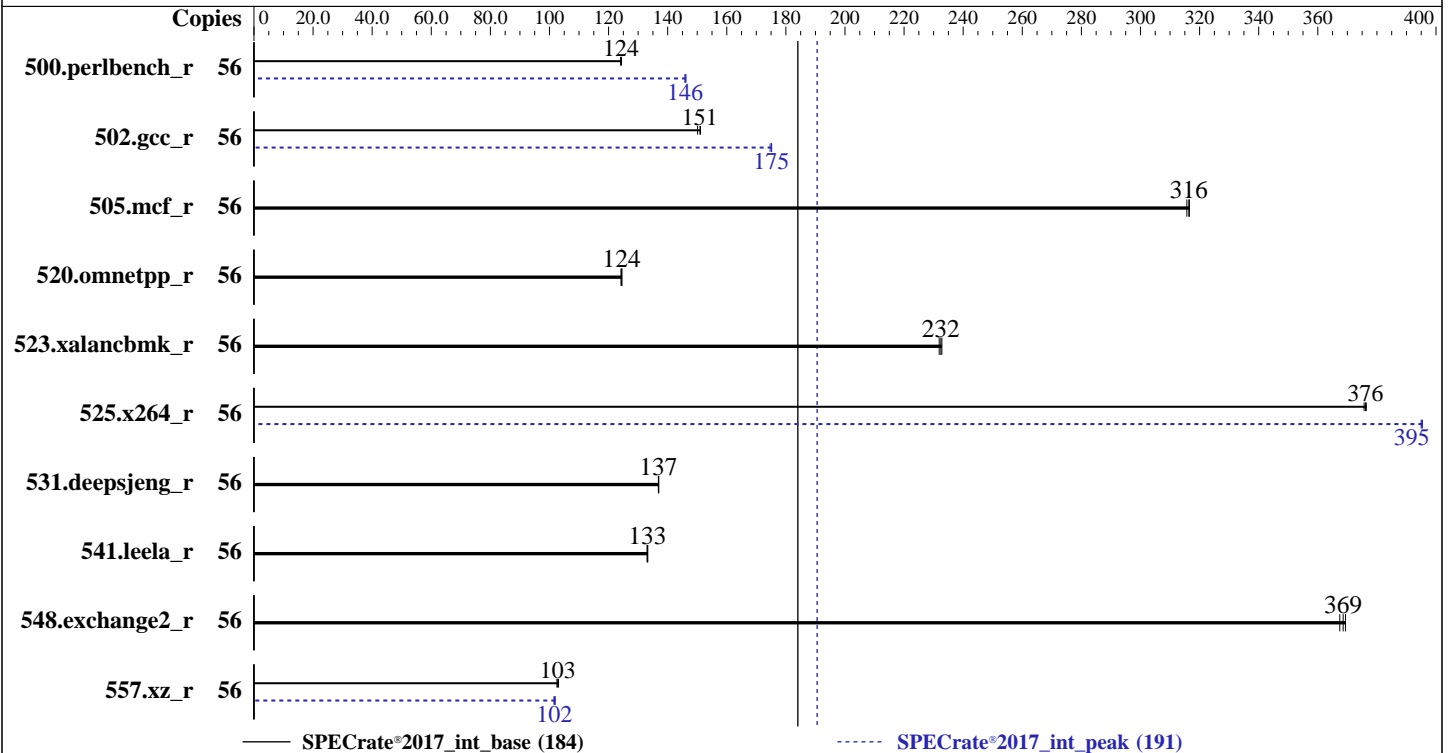 Copies 0 20.0 40.0 60.0 80.0 100 120 140 160 180 200 220 240 260 280 300 320 340 360 400
500.perlbench_r 56 124
146
502.gcc_r 56 151
175
505.mcf_r 56 316
520.omnetpp_r 56 124
523.xalancbmk_r 56 232
525.x264_r 56 376
395
531.deepsjeng_r 56 137
541.leela_r 56 133
548.exchange2_r 56 369
557.xz_r 56 103
102
SPECrate®2017_int_base (184) SPECrate®2017_int_peak (191)